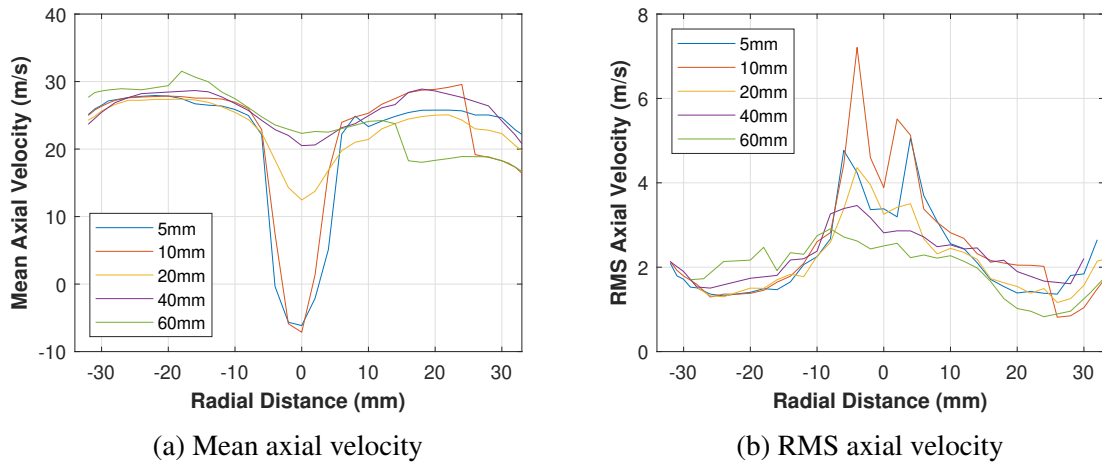 40
30
20
10
0
-10
-30
-20
-10
0
10
20
30
Mean Axial Velocity (m/s)
Radial Distance (mm)
5mm
10mm
20mm
40mm
60mm
(a) Mean axial velocity
8
6
4
2
0
-30
-20
-10
0
10
20
30
RMS Axial Velocity (m/s)
Radial Distance (mm)
5mm
10mm
20mm
40mm
60mm
(b) RMS axial velocity